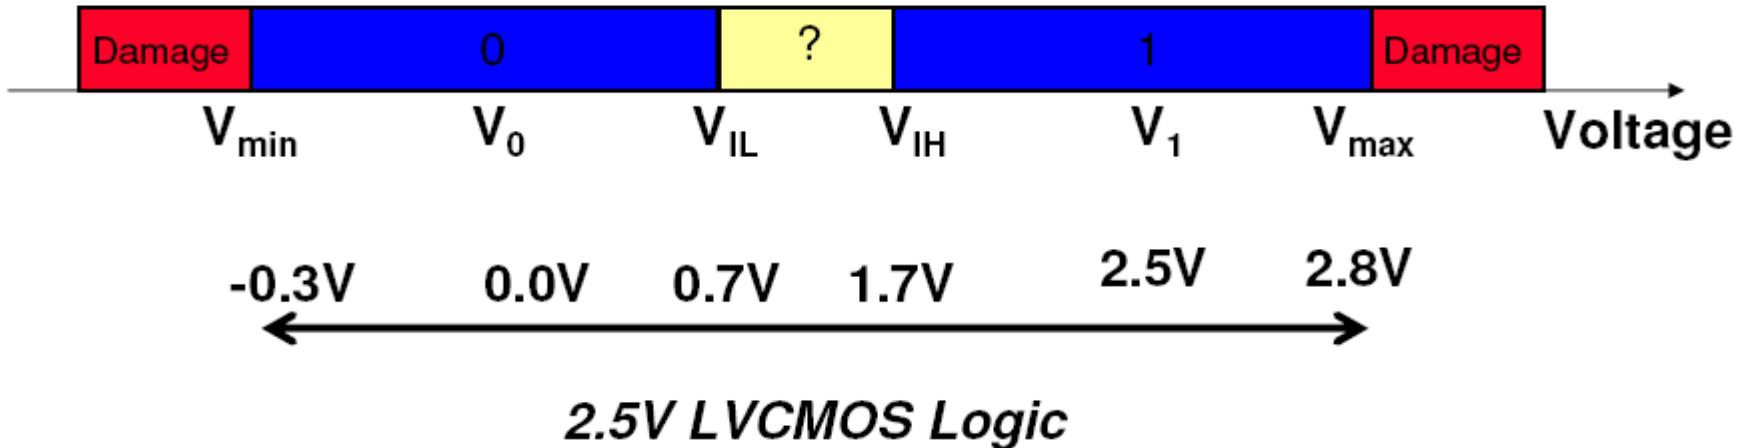 Damage 0 ? 1 Damage
Vmin V0 VIL VIH V1 Vmax Voltage
-0.3V 0.0V 0.7V 1.7V 2.5V 2.8V
2.5V LVCMOS Logic